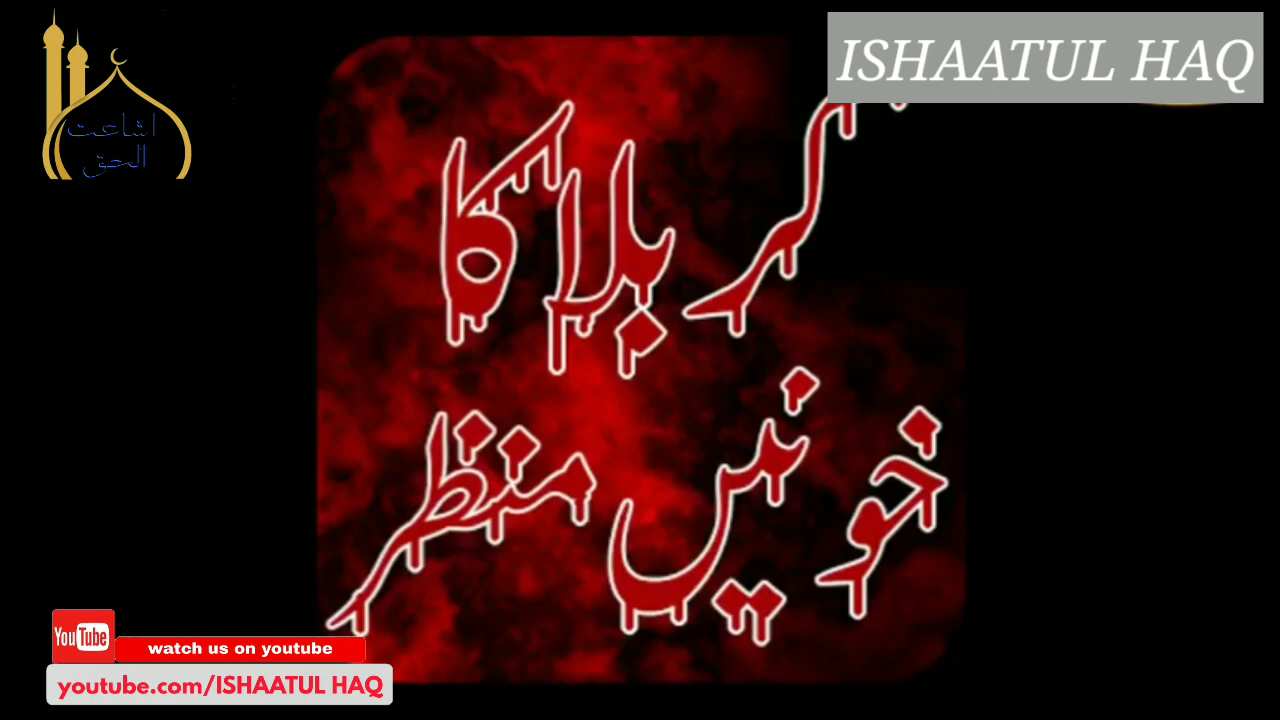 ISHAATUL HAQ
اشاعت
الحق
کربلا کا
خونیں منظر
YouTube
watch us on youtube
youtube.com/ISHAATUL HAQ